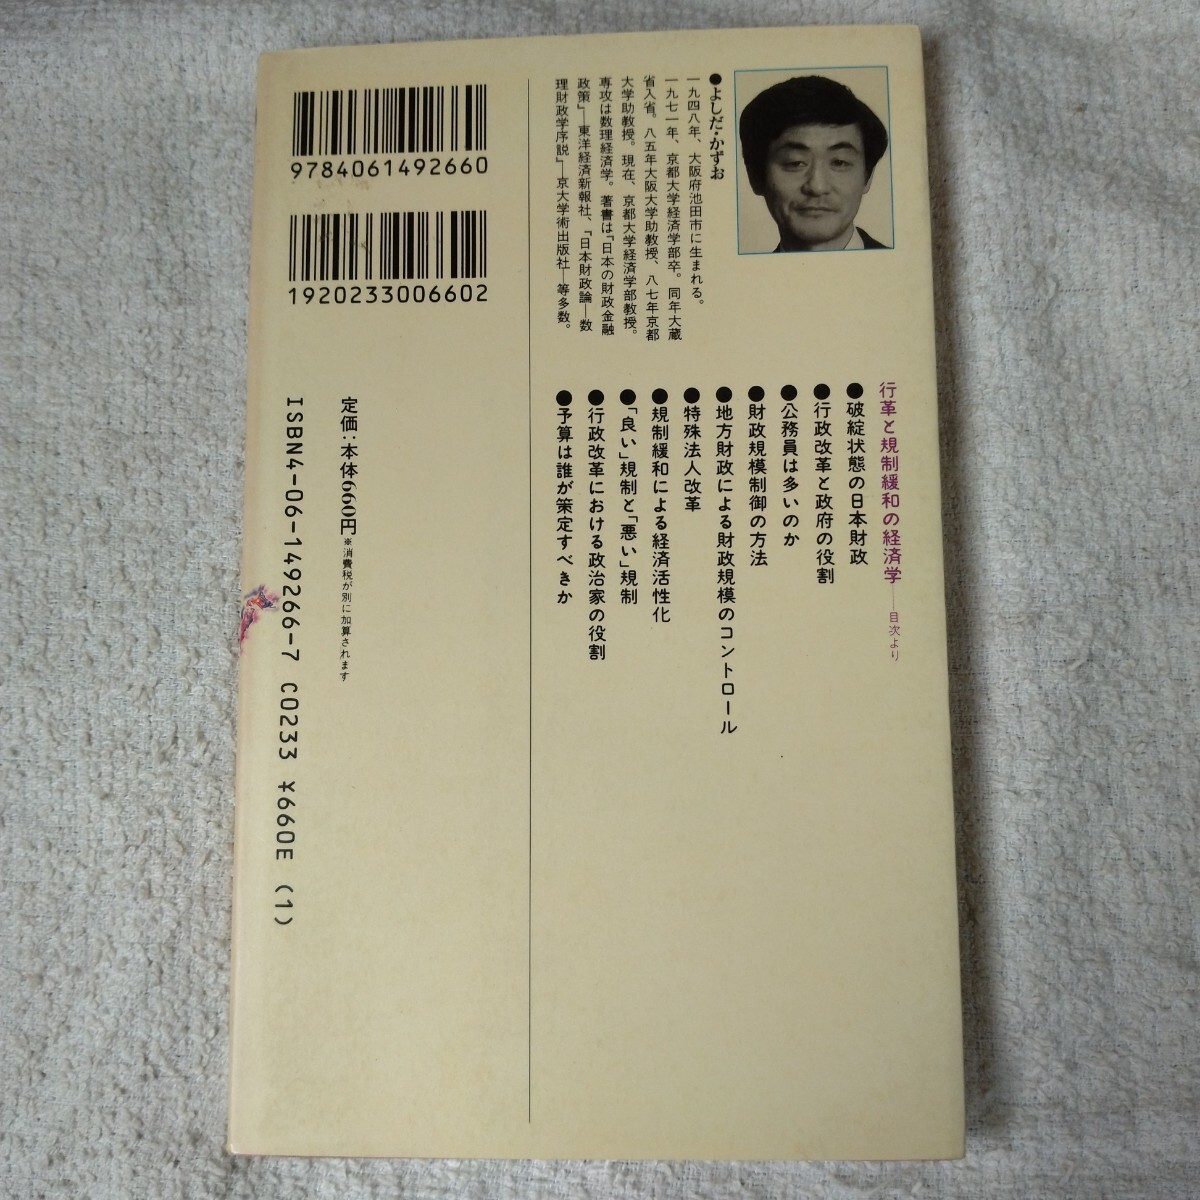 ●よしだ・かずお
一九四八年、大阪府池田市に生まれる。
一九七一年、京都大学経済学部卒。同年大蔵
省入省。八五年大阪大学助教授、八七年京都
大学助教授。現在、京都大学経済学部教授。
専攻は数理経済学。著書は「日本の財政金融
政策」―東洋経済新報社、「日本財政論―数
理財政学序説」―京大学術出版社―等多数。
行革と規制緩和の経済学――目次より
●破綻状態の日本財政
●行政改革と政府の役割
●公務員は多いのか
●財政規模制御の方法
●地方財政による財政規模のコントロール
●特殊法人改革
●規制緩和による経済活性化
●「良い」規制と「悪い」規制
●行政改革における政治家の役割
●予算は誰が策定すべきか
9784061492660
1920233006602
定価：本体660円※消費税が別に加算されます
ISBN4-06-149266-7 C0233 ¥660E (1)